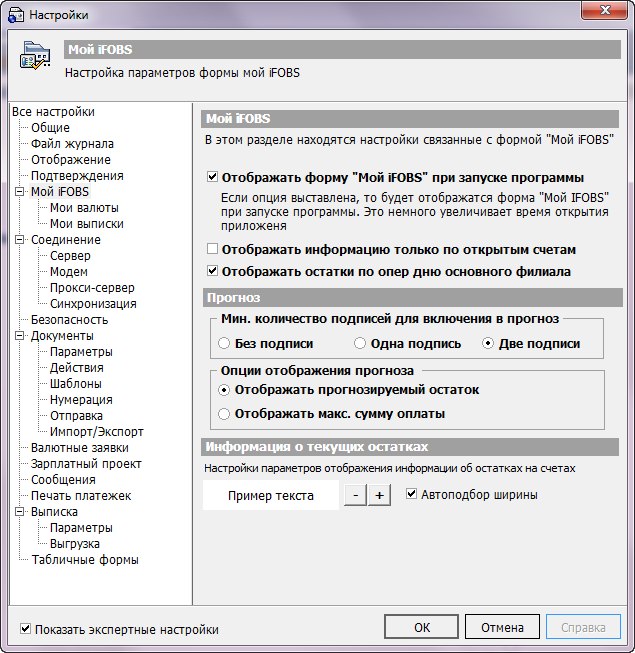 Настройки
Мой iFOBS
Настройка параметров формы мой iFOBS
Все настройки
Общие
Файл журнала
Отображение
Подтверждения
Мой iFOBS
Мои валюты
Мои выписки
Соединение
Сервер
Модем
Прокси-сервер
Синхронизация
Безопасность
Документы
Параметры
Действия
Шаблоны
Нумерация
Отправка
Импорт/Экспорт
Валютные заявки
Зарплатный проект
Сообщения
Печать платежек
Выписка
Параметры
Выгрузка
Табличные формы
Мой iFOBS
В этом разделе находятся настройки связанные с формой "Мой iFOBS"
Отображать форму "Мой iFOBS" при запуске программы
Если опция выставлена, то будет отображатся форма "Мой IFOBS"
при запуске программы. Это немного увеличивает время открытия
приложеня
Отображать информацию только по открытым счетам
Отображать остатки по опер дню основного филиала
Прогноз
Мин. количество подписей для включения в прогноз
Без подписи Одна подпись Две подписи
Опции отображения прогноза
Отображать прогнозируемый остаток
Отображать макс. сумму оплаты
Информация о текущих остатках
Настройки параметров отображения информации об остатках на счетах
Пример текста - + Автоподбор ширины
Показать экспертные настройки
ОК Отмена Справка